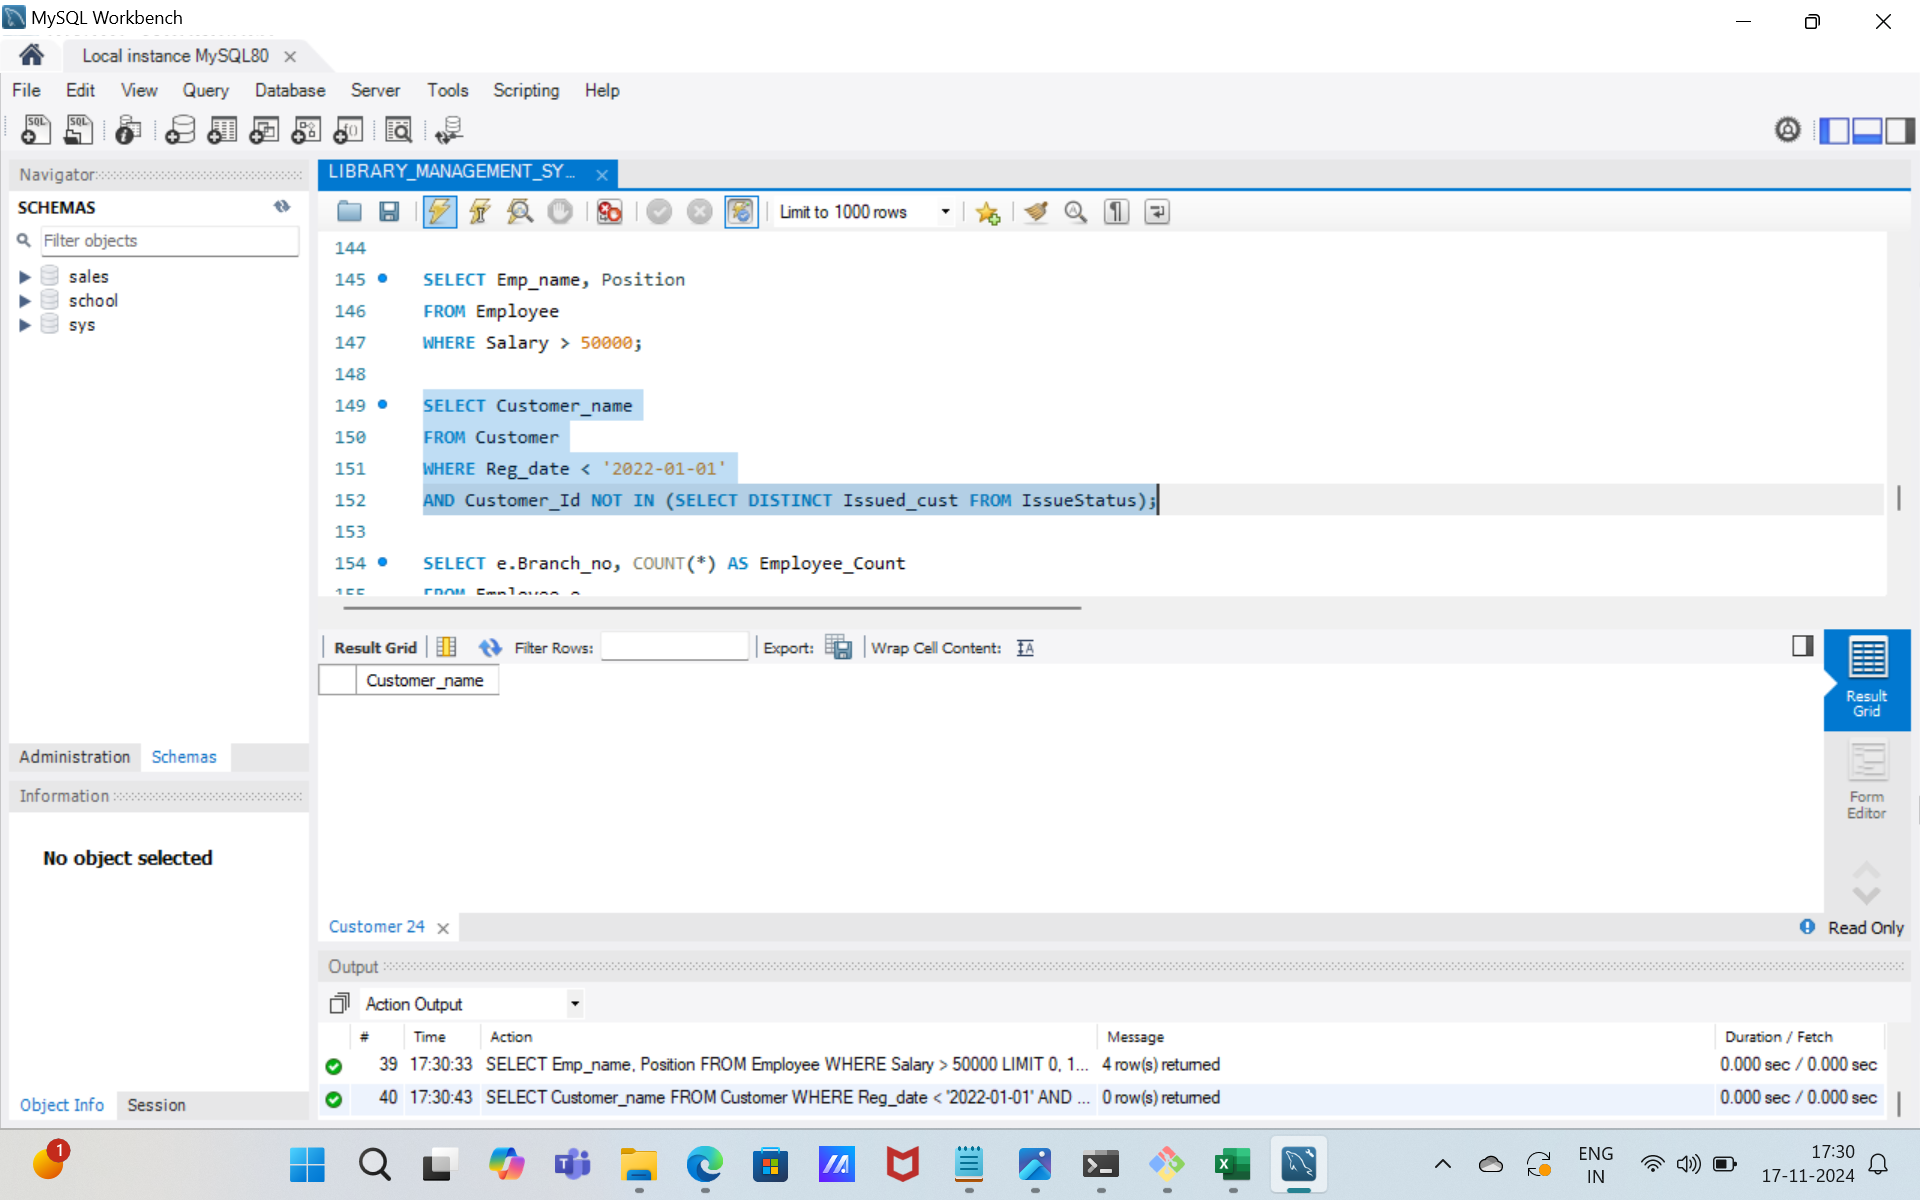 MySQL Workbench
Local instance MySQL80
File Edit View Query Database Server Tools Scripting Help
Navigator
SCHEMAS
Filter objects
sales
school
sys
Administration Schemas
Information
No object selected
Object Info Session
LIBRARY_MANAGEMENT_SY...
Limit to 1000 rows
144
145 SELECT Emp_name, Position
146 FROM Employee
147 WHERE Salary > 50000;
148
149 SELECT Customer_name
150 FROM Customer
151 WHERE Reg_date < '2022-01-01'
152 AND Customer_Id NOT IN (SELECT DISTINCT Issued_cust FROM IssueStatus);
153
154 SELECT e.Branch_no, COUNT(*) AS Employee_Count
155 FROM Employee e
Result Grid Filter Rows: Export: Wrap Cell Content:
Customer_name
Result
Grid
Form
Editor
Customer 24
Read Only
Output
Action Output
# Time Action Message Duration / Fetch
39 17:30:33 SELECT Emp_name, Position FROM Employee WHERE Salary > 50000 LIMIT 0, 1... 4 row(s) returned 0.000 sec / 0.000 sec
40 17:30:43 SELECT Customer_name FROM Customer WHERE Reg_date < '2022-01-01' AND ... 0 row(s) returned 0.000 sec / 0.000 sec
1
ENG
IN
17:30
17-11-2024